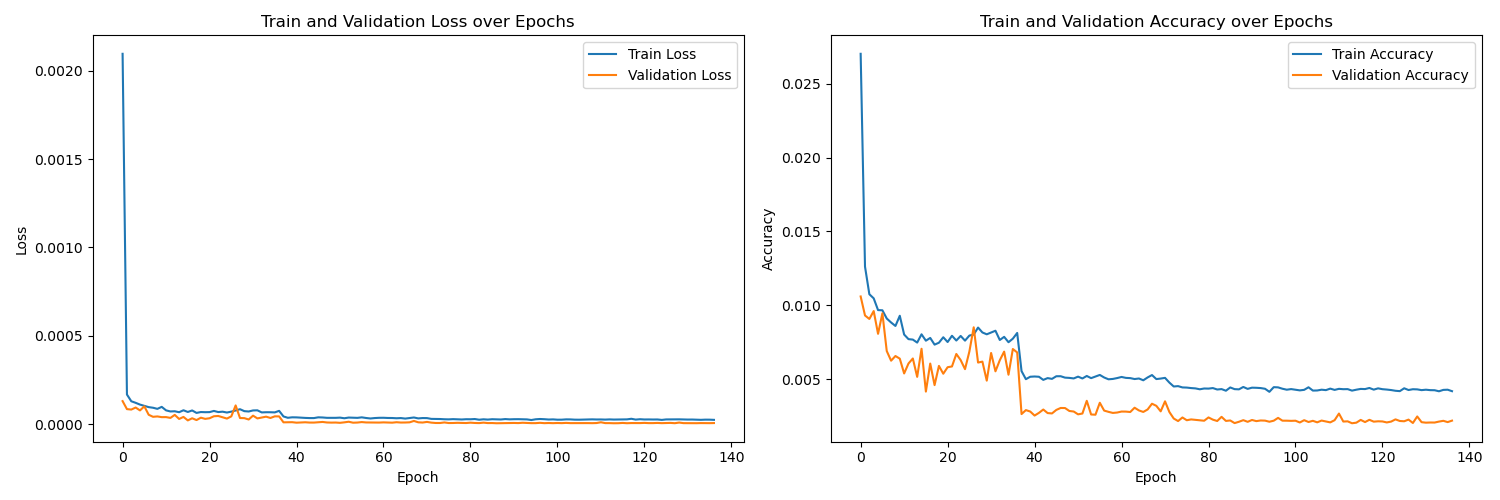 Train and Validation Loss over Epochs
Train Loss
Validation Loss
0.0020
0.0015
0.0010
0.0005
0.0000
Loss
0 20 40 60 80 100 120 140
Epoch
Train and Validation Accuracy over Epochs
Train Accuracy
Validation Accuracy
0.025
0.020
0.015
0.010
0.005
Accuracy
0 20 40 60 80 100 120 140
Epoch